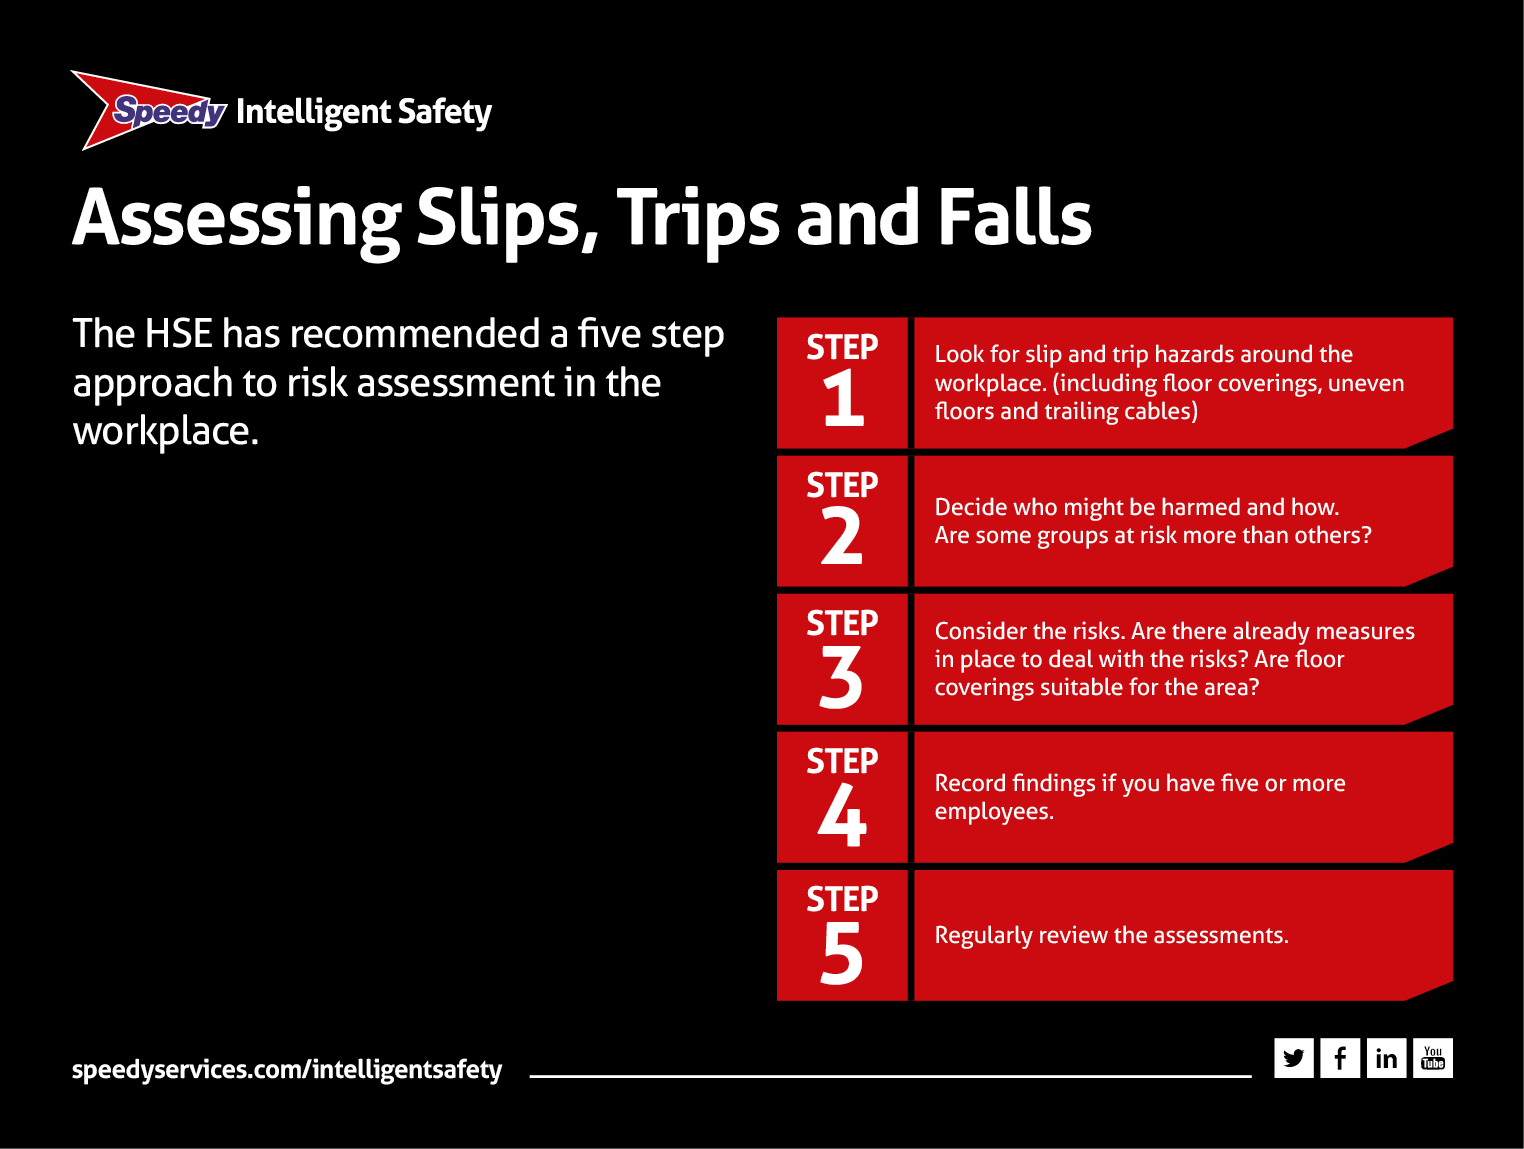 Speedy Intelligent Safety
Assessing Slips, Trips and Falls
The HSE has recommended a five step
approach to risk assessment in the
workplace.
STEP
1
Look for slip and trip hazards around the
workplace. (including floor coverings, uneven
floors and trailing cables)
STEP
2
Decide who might be harmed and how.
Are some groups at risk more than others?
STEP
3
Consider the risks. Are there already measures
in place to deal with the risks? Are floor
coverings suitable for the area?
STEP
4
Record findings if you have five or more
employees.
STEP
5
Regularly review the assessments.
speedyservices.com/intelligentsafety
f
in
You
Tube